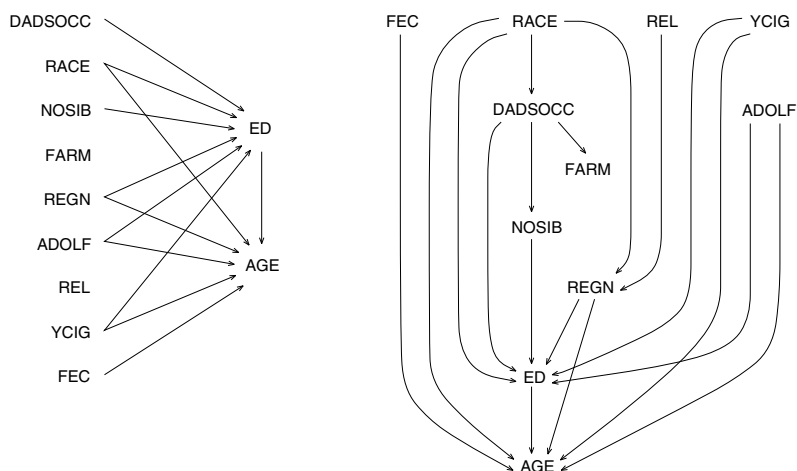 DADSOCC
RACE
NOSIB
FARM
REGN
ADOLF
REL
YCIG
FEC
ED
AGE
FEC RACE REL YCIG
DADSOCC ADOLF
FARM
NOSIB
REGN
ED
AGE